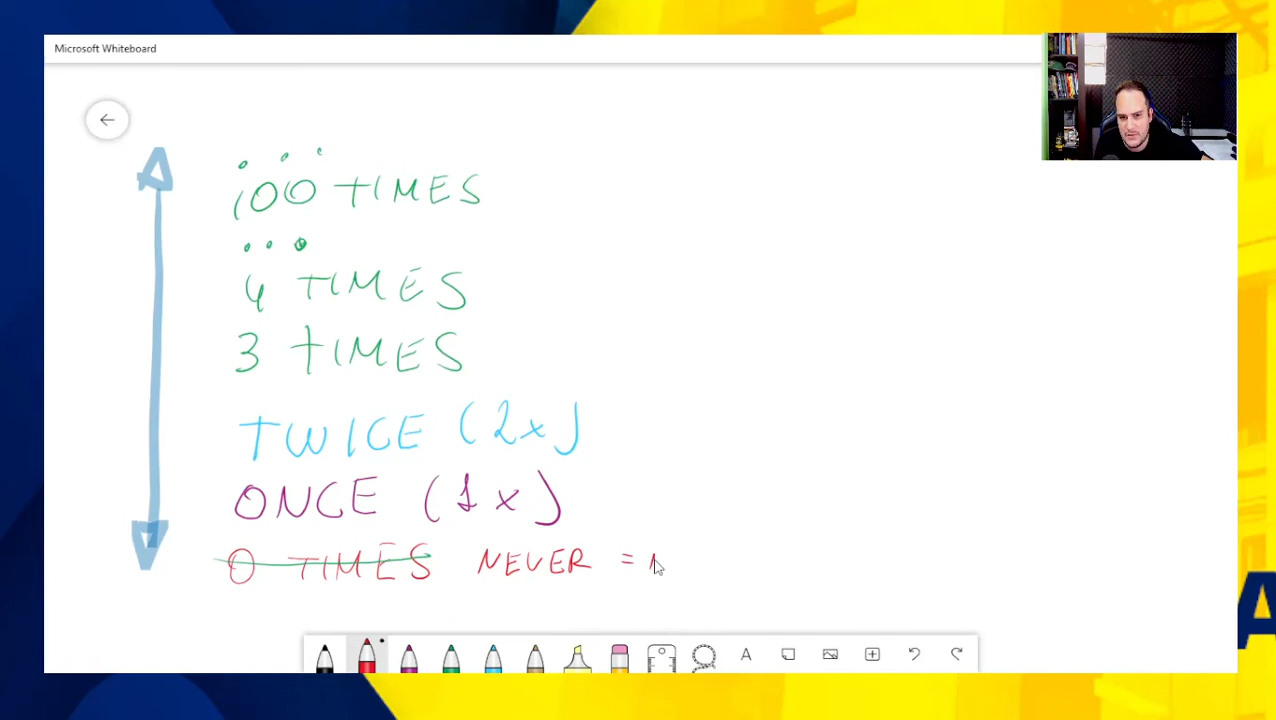 Microsoft Whiteboard
100 TIMES
...
4 TIMES
3 TIMES
TWICE (2x)
ONCE (1x)
0 TIMES NEVER =
A